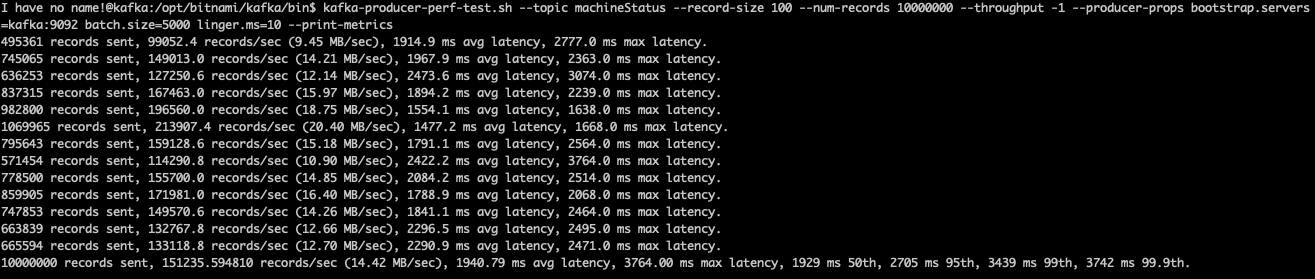 I have no name!@kafka:/opt/bitnami/kafka/bin$ kafka-producer-perf-test.sh --topic machineStatus --record-size 100 --num-records 10000000 --throughput -1 --producer-props bootstrap.servers
=kafka:9092 batch.size=5000 linger.ms=10 --print-metrics
495361 records sent, 99052.4 records/sec (9.45 MB/sec), 1914.9 ms avg latency, 2777.0 ms max latency.
745065 records sent, 149013.0 records/sec (14.21 MB/sec), 1967.9 ms avg latency, 2363.0 ms max latency.
636253 records sent, 127250.6 records/sec (12.14 MB/sec), 2473.6 ms avg latency, 3074.0 ms max latency.
837315 records sent, 167463.0 records/sec (15.97 MB/sec), 1894.2 ms avg latency, 2239.0 ms max latency.
982800 records sent, 196560.0 records/sec (18.75 MB/sec), 1554.1 ms avg latency, 1638.0 ms max latency.
1069965 records sent, 213907.4 records/sec (20.40 MB/sec), 1477.2 ms avg latency, 1668.0 ms max latency.
795643 records sent, 159128.6 records/sec (15.18 MB/sec), 1791.1 ms avg latency, 2564.0 ms max latency.
571454 records sent, 114290.8 records/sec (10.90 MB/sec), 2422.2 ms avg latency, 3764.0 ms max latency.
778500 records sent, 155700.0 records/sec (14.85 MB/sec), 2084.2 ms avg latency, 2514.0 ms max latency.
859905 records sent, 171981.0 records/sec (16.40 MB/sec), 1788.9 ms avg latency, 2068.0 ms max latency.
747853 records sent, 149570.6 records/sec (14.26 MB/sec), 1841.1 ms avg latency, 2464.0 ms max latency.
663839 records sent, 132767.8 records/sec (12.66 MB/sec), 2296.5 ms avg latency, 2495.0 ms max latency.
665594 records sent, 133118.8 records/sec (12.70 MB/sec), 2290.9 ms avg latency, 2471.0 ms max latency.
10000000 records sent, 151235.594810 records/sec (14.42 MB/sec), 1940.79 ms avg latency, 3764.00 ms max latency, 1929 ms 50th, 2705 ms 95th, 3439 ms 99th, 3742 ms 99.9th.